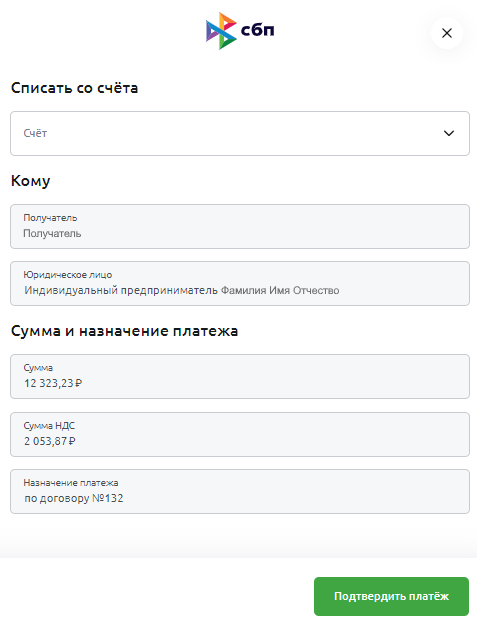 сбп
Списать со счёта
Счёт
Кому
Получатель
Получатель
Юридическое лицо
Индивидуальный предприниматель Фамилия Имя Отчество
Сумма и назначение платежа
Сумма
12 323,23 ₽
Сумма НДС
2 053,87 ₽
Назначение платежа
по договору №132
Подтвердить платёж